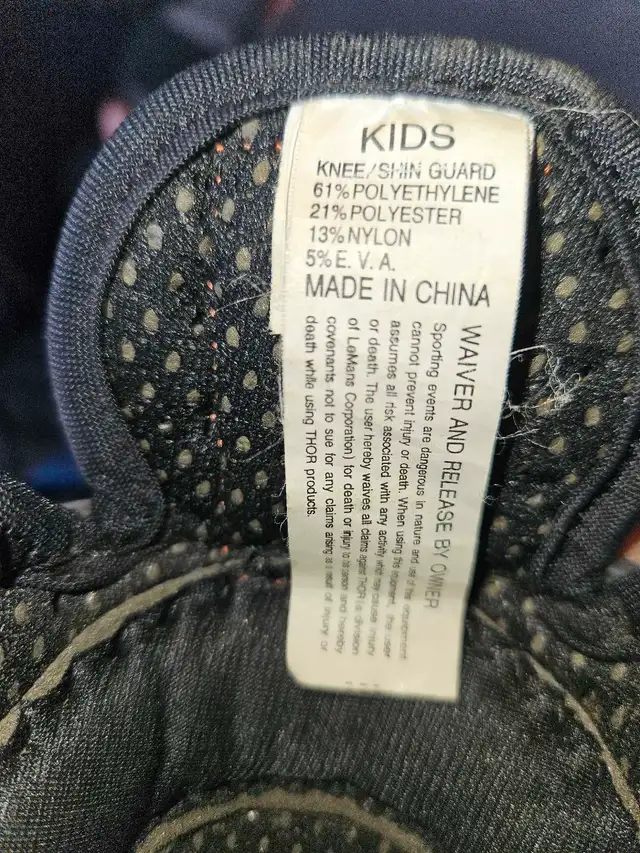 KIDS
KNEE/SHIN GUARD
61% POLYETHYLENE
21% POLYESTER
13% NYLON
5% E. V. A.
MADE IN CHINA
WAIVER AND RELEASE BY OWNER
Sporting events are dangerous in nature and use of this equipment
cannot prevent injury or death. When using this equipment, the user
assumes all risk associated with any activity which may cause injury
or death. The user hereby waives all claims against THOR (a division
of LeMans Corporation) for death or injury to his person and hereby
covenants not to sue for any claims arising as a result of injury or
death while using THOR products.